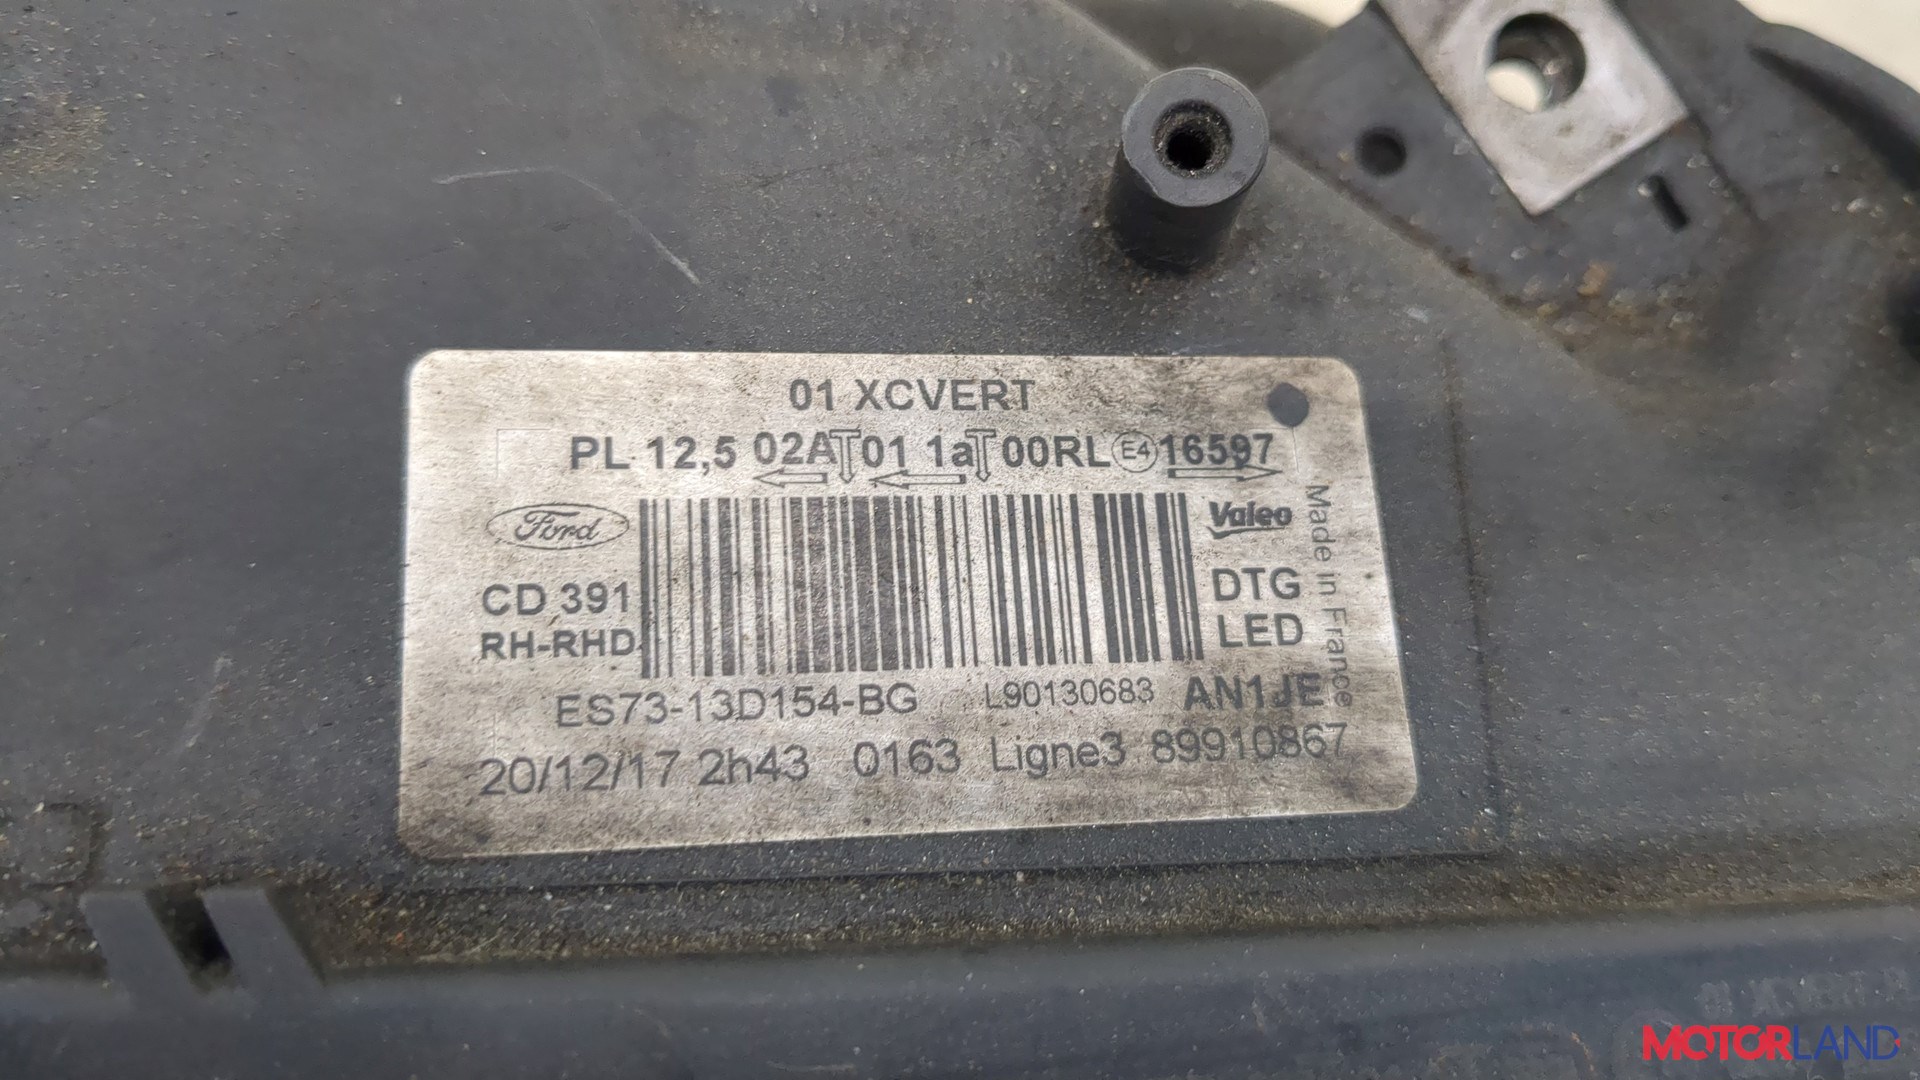 01 XCVERT
PL 12,5 02A 01 1a 00RL E4 16597
Ford
Valeo
Made in France
CD 391
RH-RHD
DTG
LED
ES73-13D154-BG L90130683 AN1JE
20/12/17 2h43 0163 Ligne3 89910867
MOTORLAND